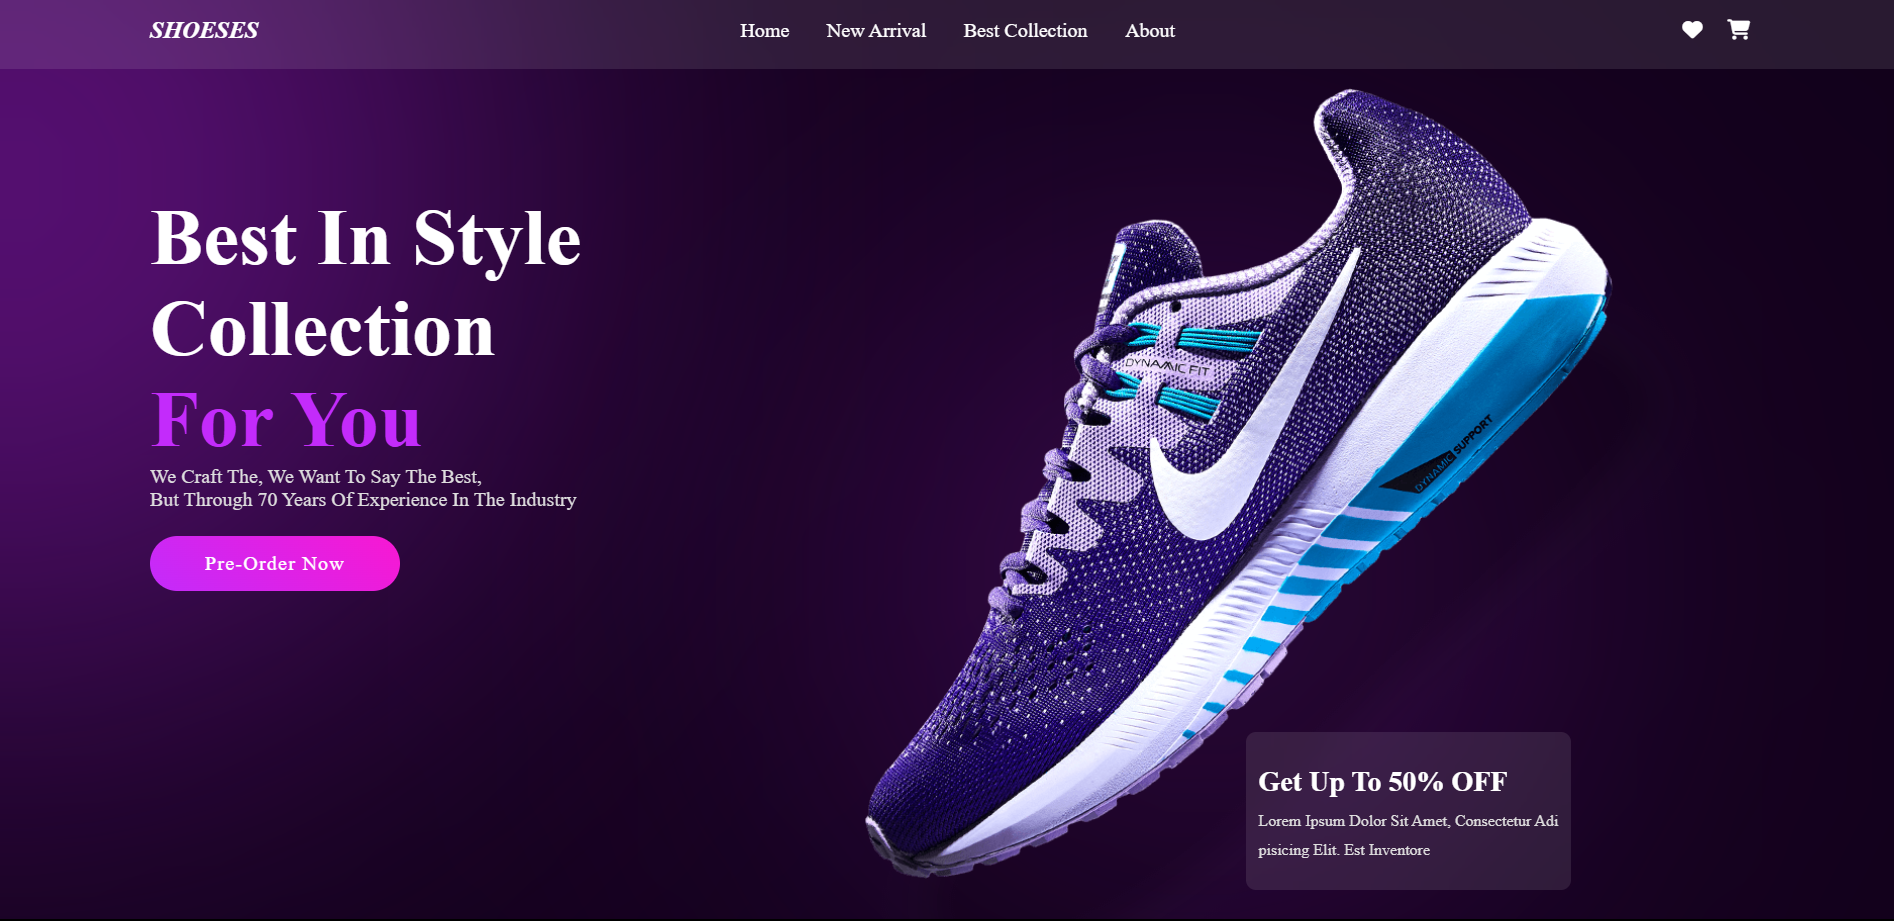 SHOESES
Home
New Arrival
Best Collection
About
Best In Style
Collection
For You
We Craft The, We Want To Say The Best,
But Through 70 Years Of Experience In The Industry
Pre-Order Now
DYNAMIC FIT
DYNAMIC SUPPORT
Get Up To 50% OFF
Lorem Ipsum Dolor Sit Amet, Consectetur Adi
pisicing Elit. Est Inventore